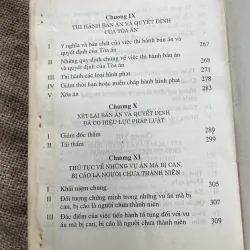 Chương IX
THI HÀNH BẢN ÁN VÀ QUYẾT ĐỊNH
CỦA TÒA ÁN
I Ý nghĩa và bản chất của việc thi hành bản án và
quyết định của Tòa án 267
II Những quy định chung về việc thi hành bản án
và quyết định của Tòa án
III Thi hành các loại hình phạt
IV Giảm thời hạn hoặc miễn chấp hành hình phạt
V Xóa án
Chương X
XÉT LẠI BẢN ÁN VÀ QUYẾT ĐỊNH
ĐÃ CÓ HIỆU LỰC PHÁP LUẬT
I Giám đốc thẩm 289
II Tái thẩm 299
Chương XI
THỦ TỤC VỀ NHỮNG VỤ ÁN MÀ BỊ CAN,
BỊ CÁO LÀ NGƯỜI CHƯA THÀNH NIÊN
I Khái niệm chung 305
II Đối tượng chứng minh trong những vụ án mà bị
can, bị cáo là người chưa thành niên 309
III Đặc điểm của việc tiến hành tố tụng đối với vụ
án mà bị can, bị cáo là người chưa thành niên